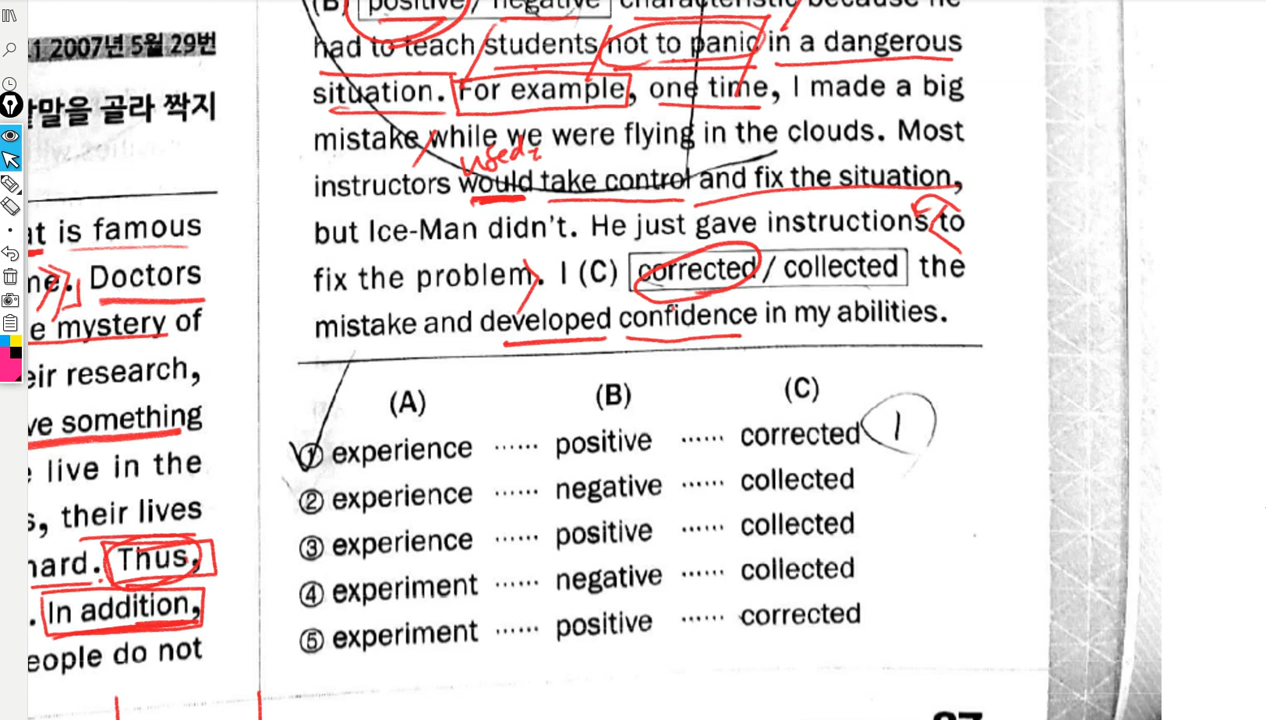 (B) positive / negative characteristic because he
had to teach students not to panic in a dangerous
situation. For example, one time, I made a big
mistake while we were flying in the clouds. Most
used
instructors would take control and fix the situation,
but Ice-Man didn't. He just gave instructions to
fix the problem. I (C) corrected / collected the
mistake and developed confidence in my abilities.
(A) (B) (C)
① experience ...... positive ...... corrected 1
② experience ...... negative ...... collected
③ experience ...... positive ...... collected
④ experiment ...... negative ...... collected
⑤ experiment ...... positive ...... corrected
2007년 5월 29번
말을 골라 짝지
at is famous
ne. Doctors
e mystery of
eir research,
ve something
live in the
s, their lives
hard. Thus,
. In addition,
eople do not